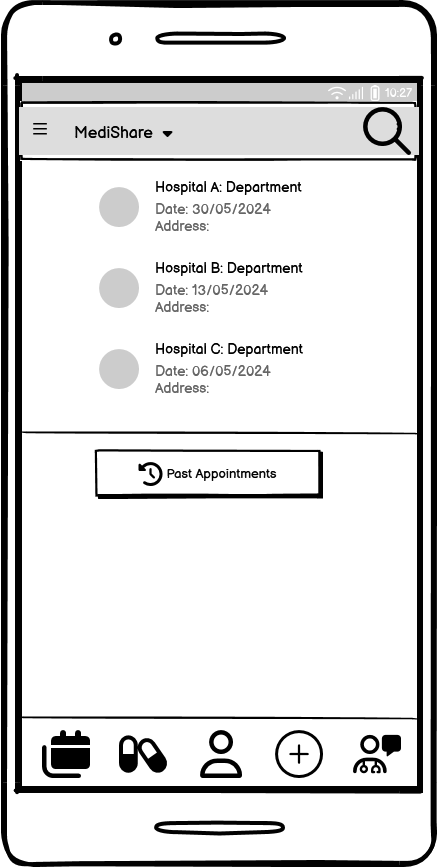 10:27
MediShare
Hospital A: Department
Date: 30/05/2024
Address:
Hospital B: Department
Date: 13/05/2024
Address:
Hospital C: Department
Date: 06/05/2024
Address:
Past Appointments